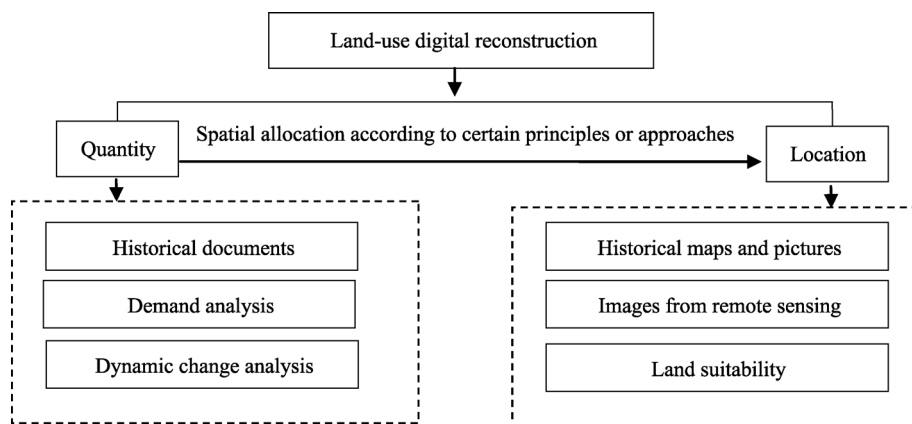 Land-use digital reconstruction
Spatial allocation according to certain principles or approaches
Quantity
Location
Historical documents
Demand analysis
Dynamic change analysis
Historical maps and pictures
Images from remote sensing
Land suitability